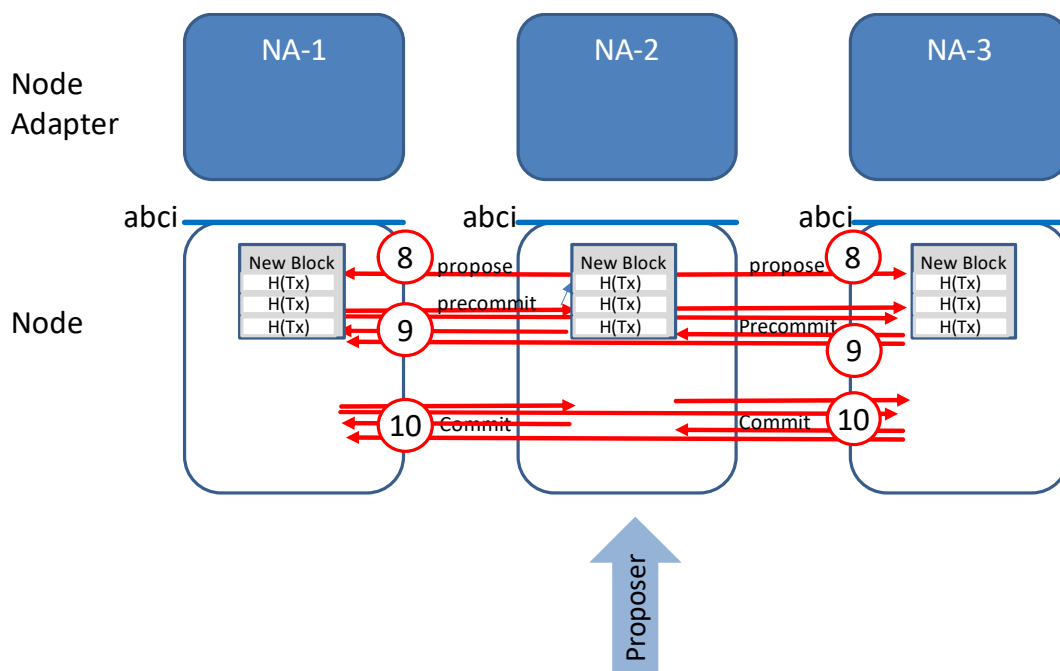 NA-1
NA-2
NA-3
Node
Adapter
abci
abci
abci
8
8
New Block
New Block
New Block
propose
propose
H(Tx)
H(Tx)
H(Tx)
precommit
H(Tx)
H(Tx)
H(Tx)
Node
9
H(Tx)
H(Tx)
Precommit
H(Tx)
9
10
Commit
Commit
10
Proposer